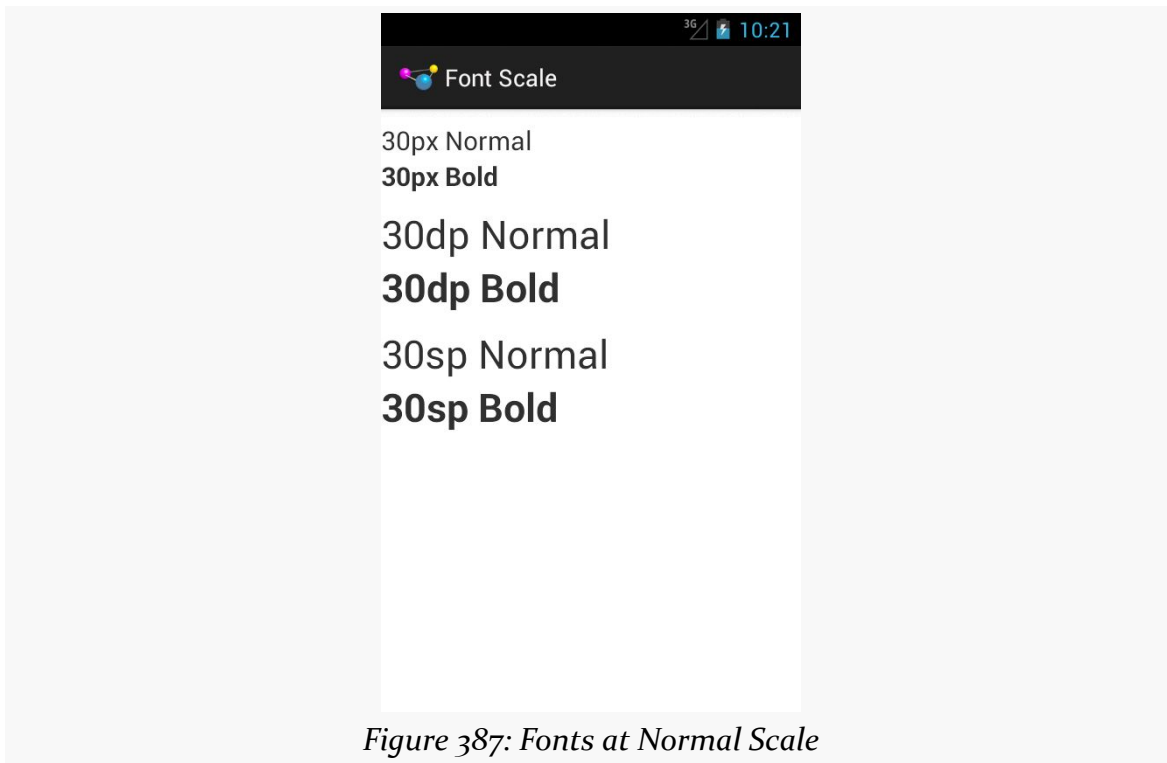 3G 10:21
Font Scale
30px Normal
30px Bold
30dp Normal
30dp Bold
30sp Normal
30sp Bold
Figure 387: Fonts at Normal Scale